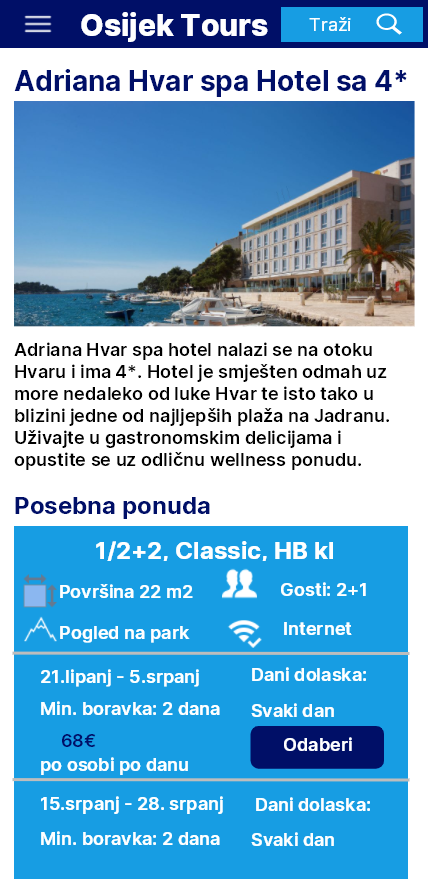 Osijek Tours
Traži
Adriana Hvar spa Hotel sa 4*
Adriana Hvar spa hotel nalazi se na otoku
Hvaru i ima 4*. Hotel je smješten odmah uz
more nedaleko od luke Hvar te isto tako u
blizini jedne od najljepših plaža na Jadranu.
Uživajte u gastronomskim delicijama i
opustite se uz odličnu wellness ponudu.
Posebna ponuda
1/2+2, Classic, HB kl
Površina 22 m2
Gosti: 2+1
Pogled na park
Internet
21.lipanj - 5.srpanj
Dani dolaska:
Min. boravka: 2 dana
Svaki dan
68€
Odaberi
po osobi po danu
15.srpanj - 28. srpanj
Dani dolaska:
Min. boravka: 2 dana
Svaki dan